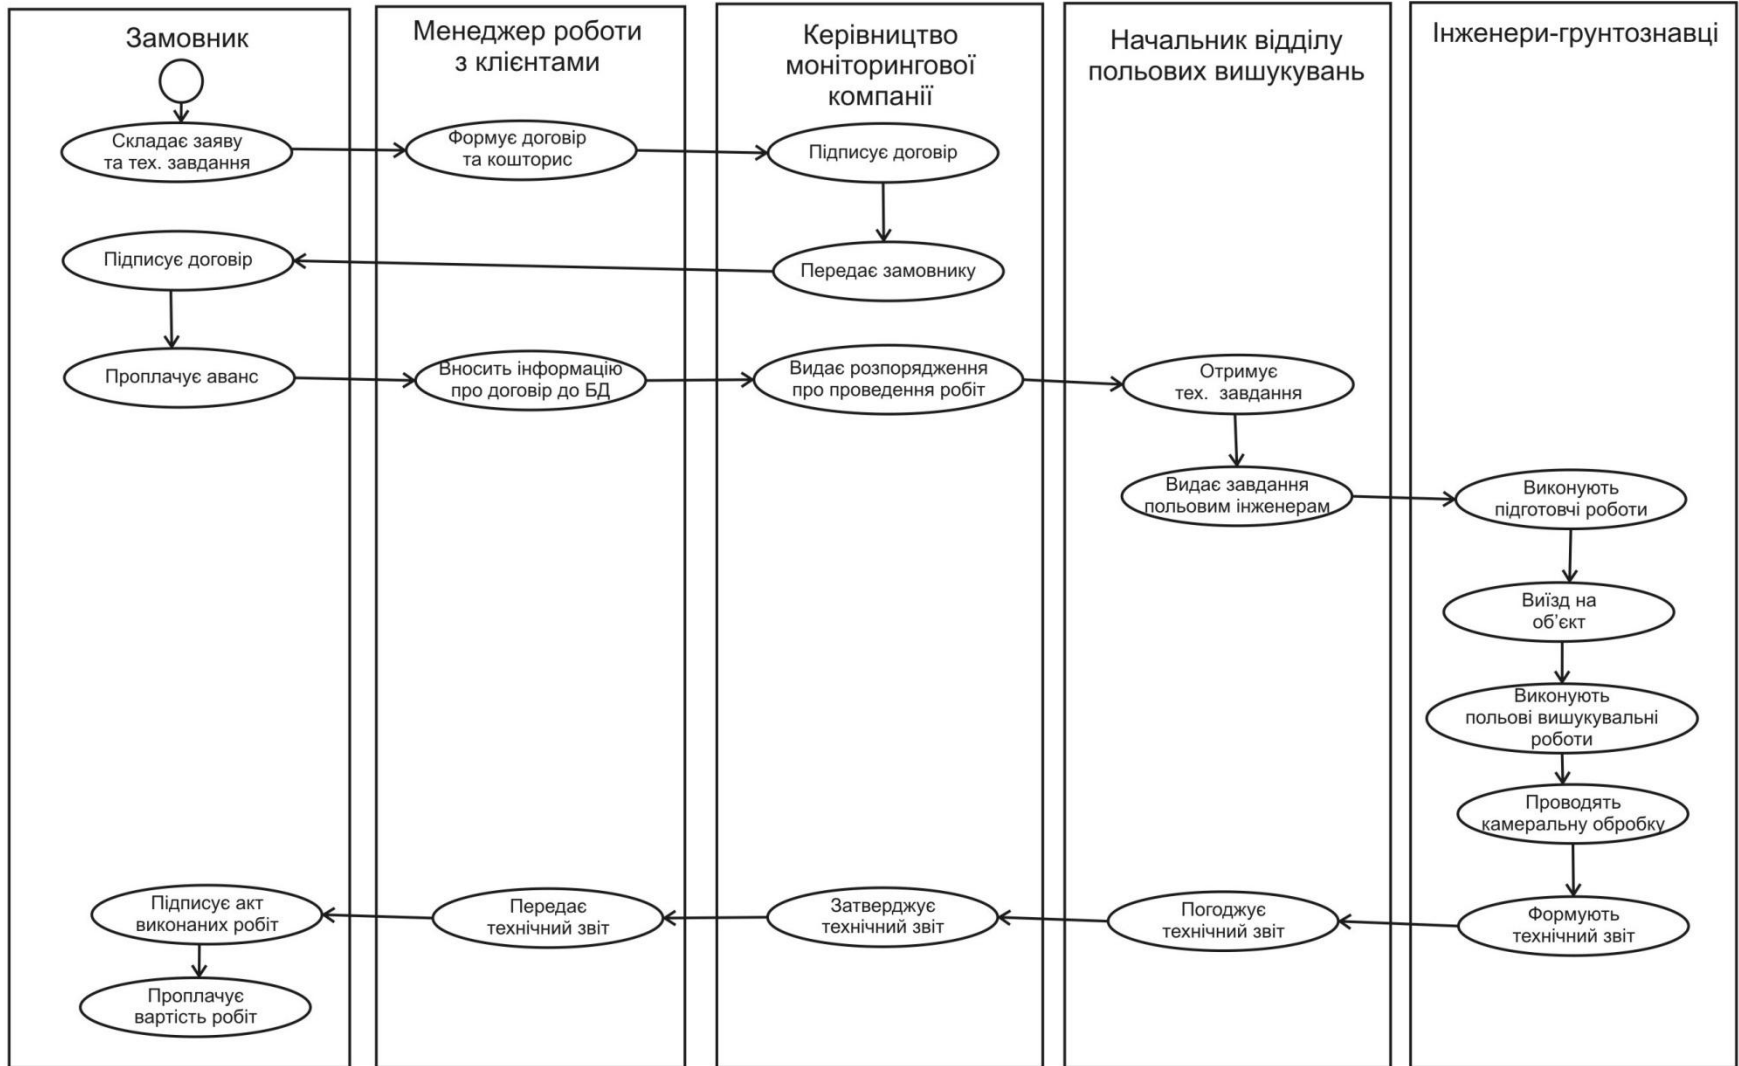 Замовник
Менеджер роботи
з клієнтами
Керівництво
моніторингової
компанії
Начальник відділу
польових вишукувань
Інженери-грунтознавці
Складає заяву
та тех. завдання
Формує договір
та кошторис
Підписує договір
Підписує договір
Передає замовнику
Проплачує аванс
Вносить інформацію
про договір до БД
Видає розпорядження
про проведення робіт
Отримує
тех. завдання
Видає завдання
польовим інженерам
Виконують
підготовчі роботи
Виїзд на
об’єкт
Виконують
польові вишукувальні
роботи
Проводять
камеральну обробку
Підписує акт
виконаних робіт
Передає
технічний звіт
Затверджує
технічний звіт
Погоджує
технічний звіт
Формують
технічний звіт
Проплачує
вартість робіт